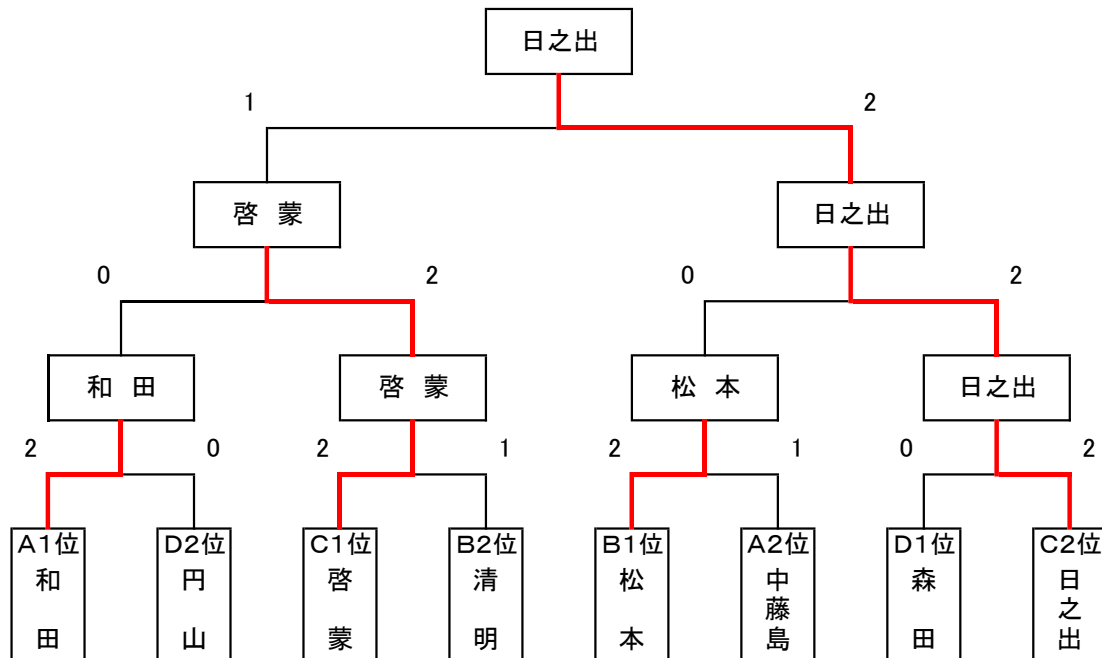 日之出
1 2
啓 蒙 日之出
0 2 0 2
和 田 啓 蒙 松 本 日之出
2 0 2 1 2 1 0 2
A1位 D2位 C1位 B2位 B1位 A2位 D1位 C2位
和田 円山 啓蒙 清明 松本 中藤島 森田 日之出